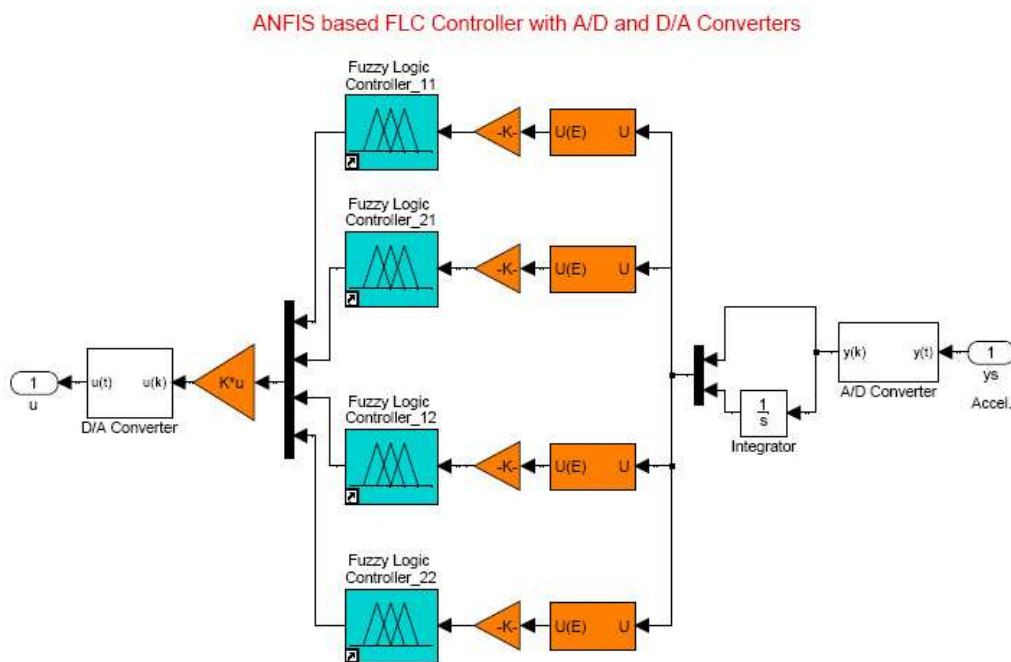 ANFIS based FLC Controller with A/D and D/A Converters
Fuzzy Logic
Controller_11
-K-
U(E) U
Fuzzy Logic
Controller_21
-K-
U(E) U
1
u
u(t) u(k)
D/A Converter
K*u
y(k) y(t)
A/D Converter
1
ys
Accel.
1
s
Integrator
Fuzzy Logic
Controller_12
-K-
U(E) U
Fuzzy Logic
Controller_22
-K-
U(E) U